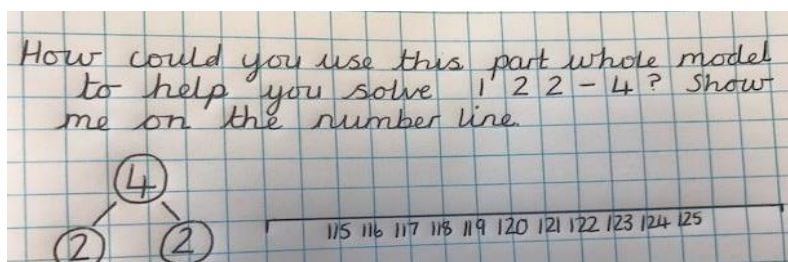 How could you use this part whole model
to help you solve 122-4? Show
me on the number line.
4
2 2
115 116 117 118 119 120 121 122 123 124 125